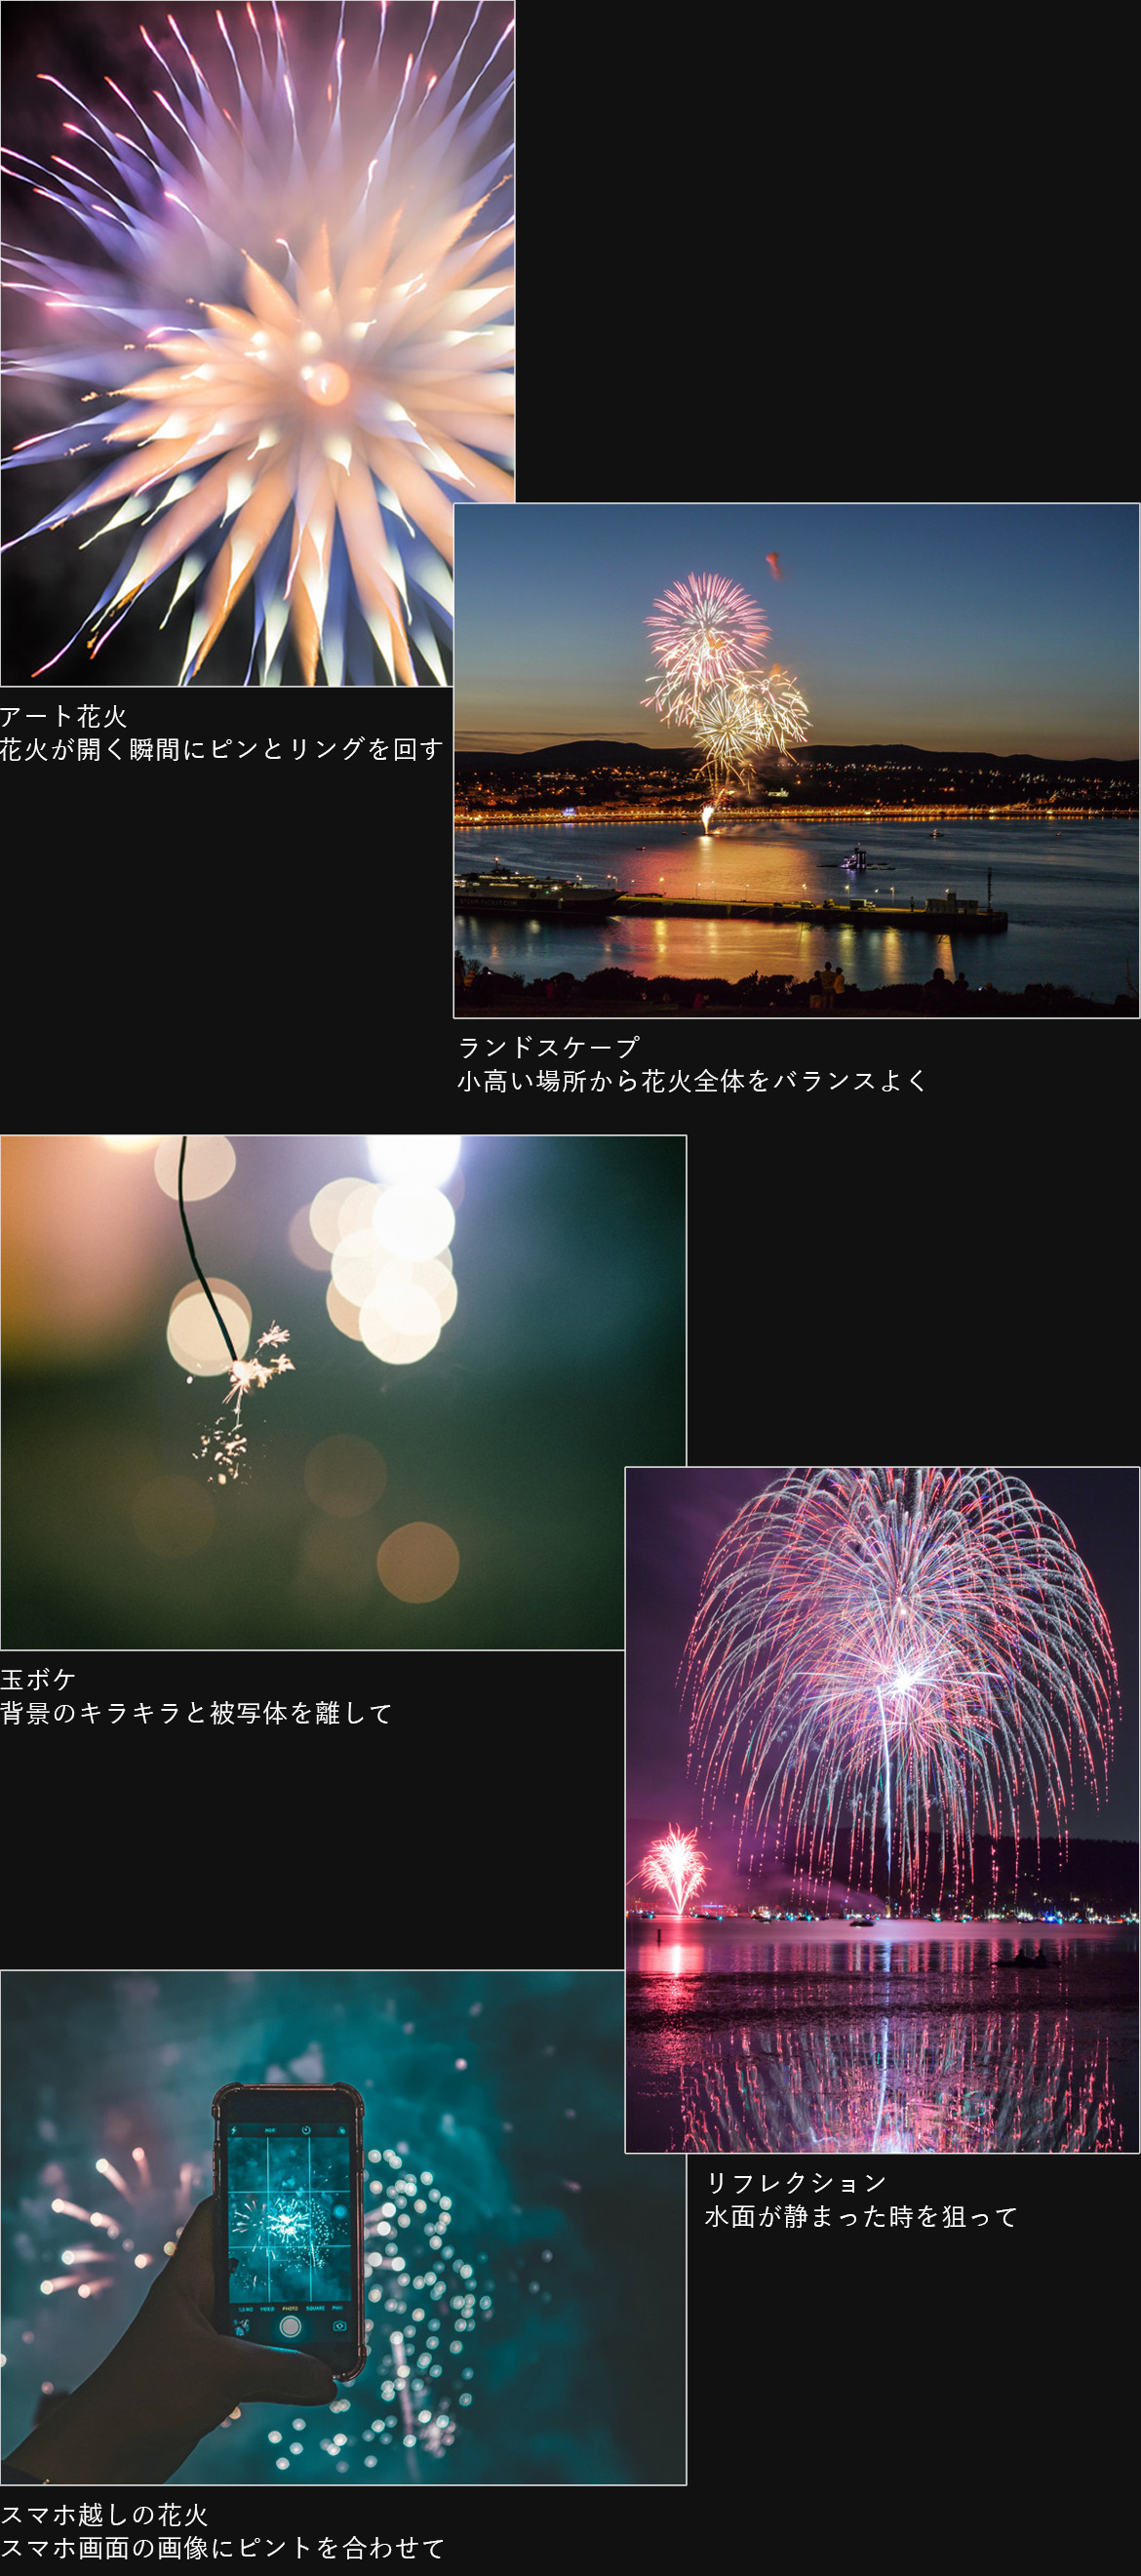 アート花火
花火が開く瞬間にピンとリングを回す
ランドスケープ
小高い場所から花火全体をバランスよく
玉ボケ
背景のキラキラと被写体を離して
リフレクション
水面が静まった時を狙って
VIDEO PHOTO SQUARE
スマホ越しの花火
スマホ画面の画像にピントを合わせて